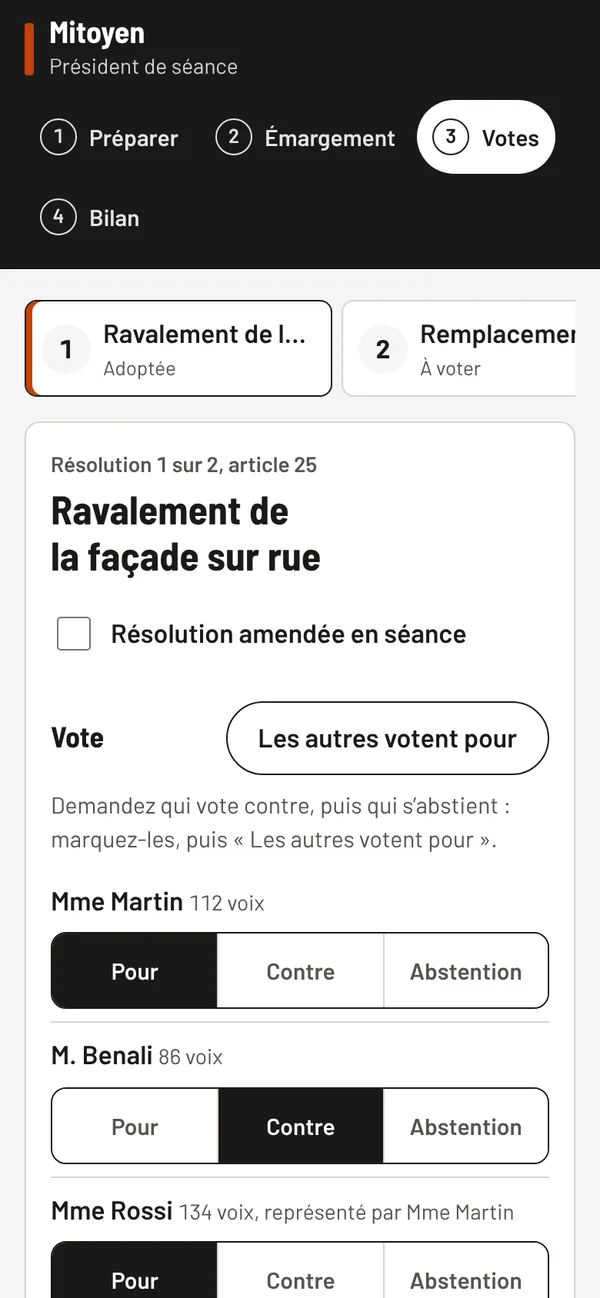 Mitoyen
Président de séance
1 Préparer
2 Émargement
3 Votes
4 Bilan
1 Ravalement de l...
Adoptée
2 Remplacemen
À voter
Résolution 1 sur 2, article 25
Ravalement de
la façade sur rue
Résolution amendée en séance
Vote
Les autres votent pour
Demandez qui vote contre, puis qui s’abstient :
marquez-les, puis « Les autres votent pour ».
Mme Martin 112 voix
Pour Contre Abstention
M. Benali 86 voix
Pour Contre Abstention
Mme Rossi 134 voix, représenté par Mme Martin
Pour Contre Abstention